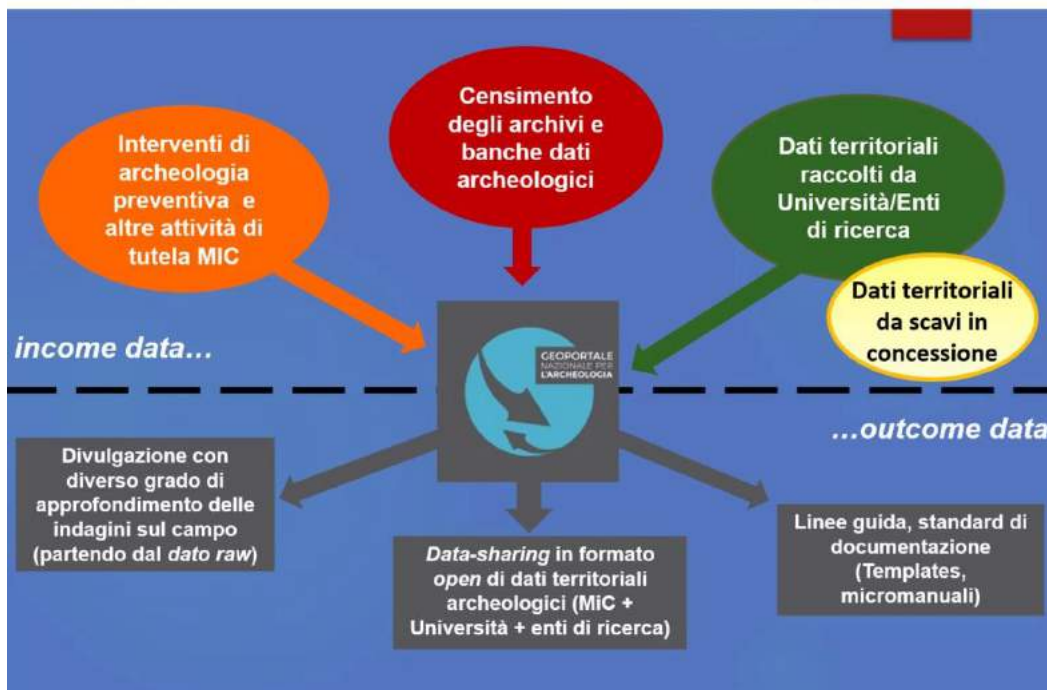 Interventi di
archeologia
preventiva e
altre attività di
tutela MIC
Censimento
degli archivi e
banche dati
archeologici
Dati territoriali
raccolti da
Università/Enti
di ricerca
Dati territoriali
da scavi in
concessione
income data...
GEOPORTALE
NAZIONALE PER
L'ARCHEOLOGIA
...outcome data
Divulgazione con
diverso grado di
approfondimento delle
indagini sul campo
(partendo dal dato raw)
Data-sharing in formato
open di dati territoriali
archeologici (MiC +
Università + enti di ricerca)
Linee guida, standard di
documentazione
(Templates,
micromanuali)